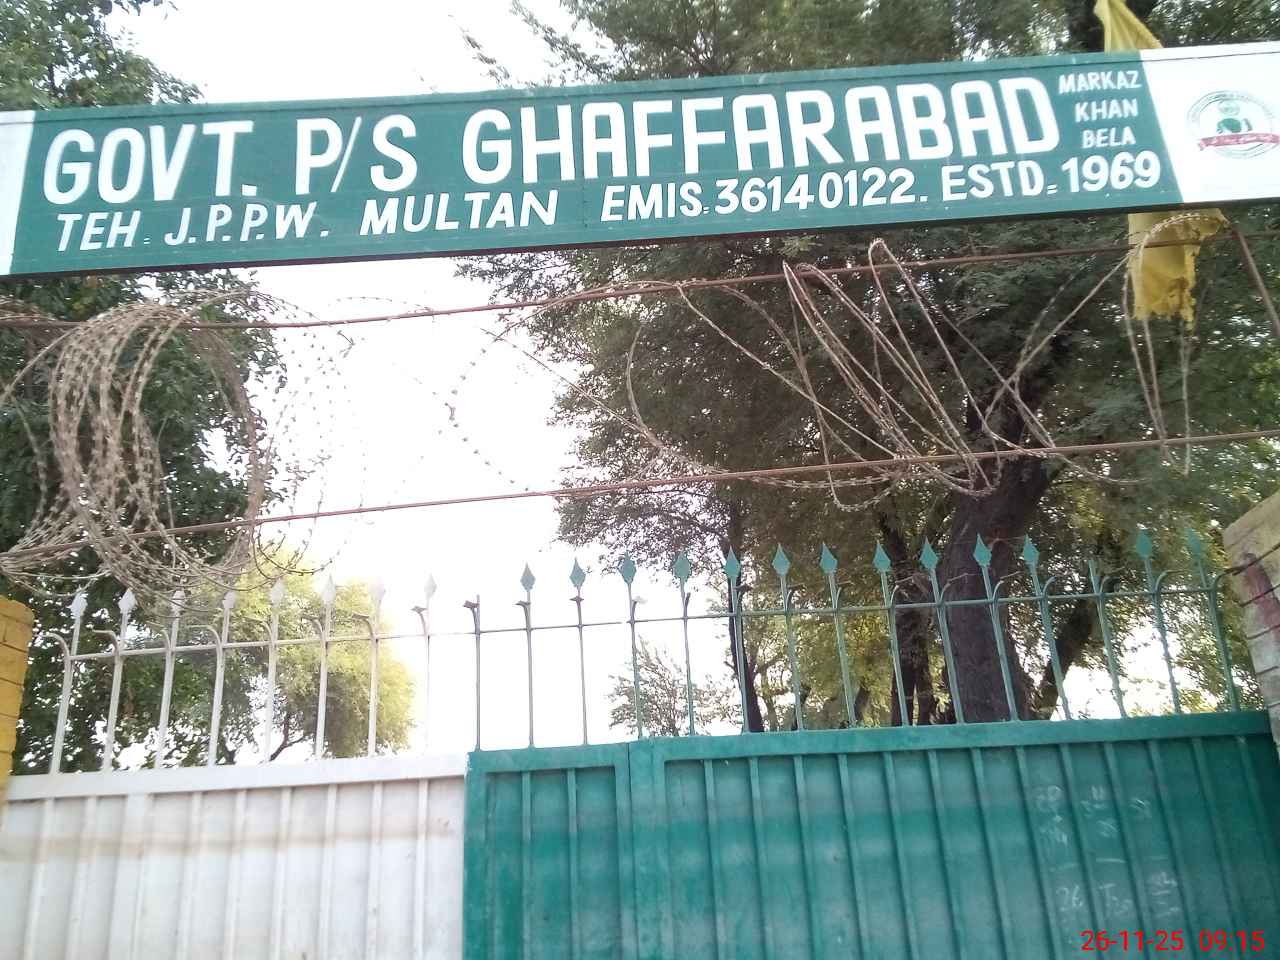 GOVT. P/S GHAFFARABAD
MARKAZ
KHAN
BELA
TEH = J.P.P.W. MULTAN EMIS=36140122. ESTD=1969
26-11-25 09:15